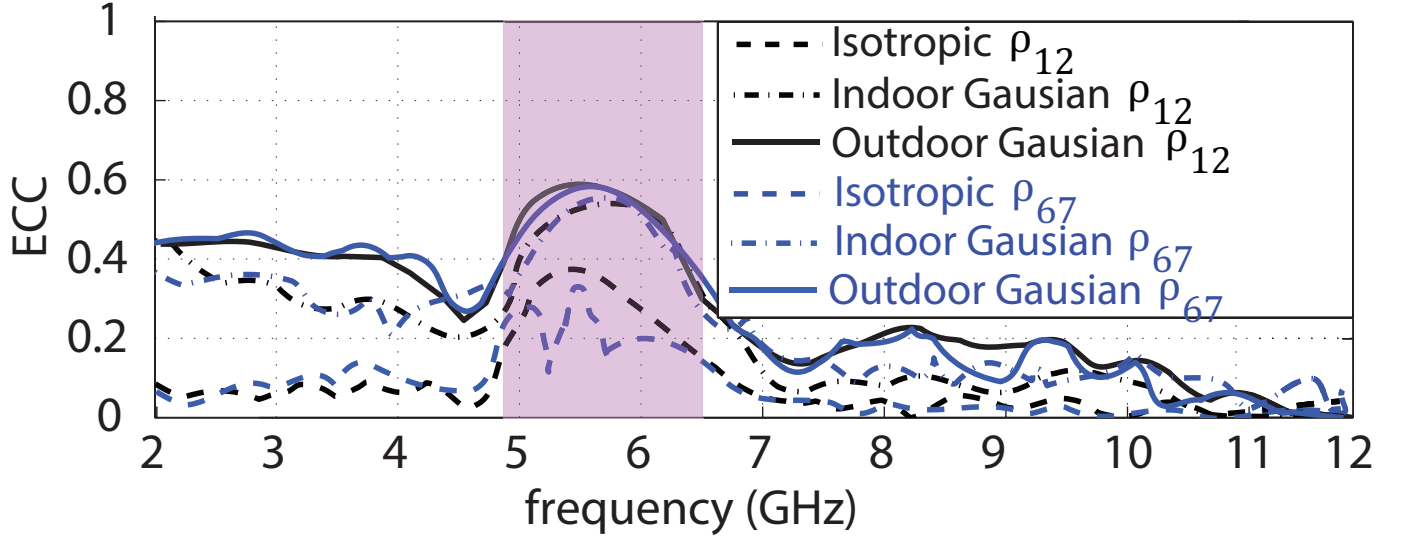 1
0.8
0.6
0.4
0.2
0
ECC
Isotropic ρ12
Indoor Gausian ρ12
Outdoor Gausian ρ12
Isotropic ρ67
Indoor Gausian ρ67
Outdoor Gausian ρ67
2 3 4 5 6 7 8 9 10 11 12
frequency (GHz)